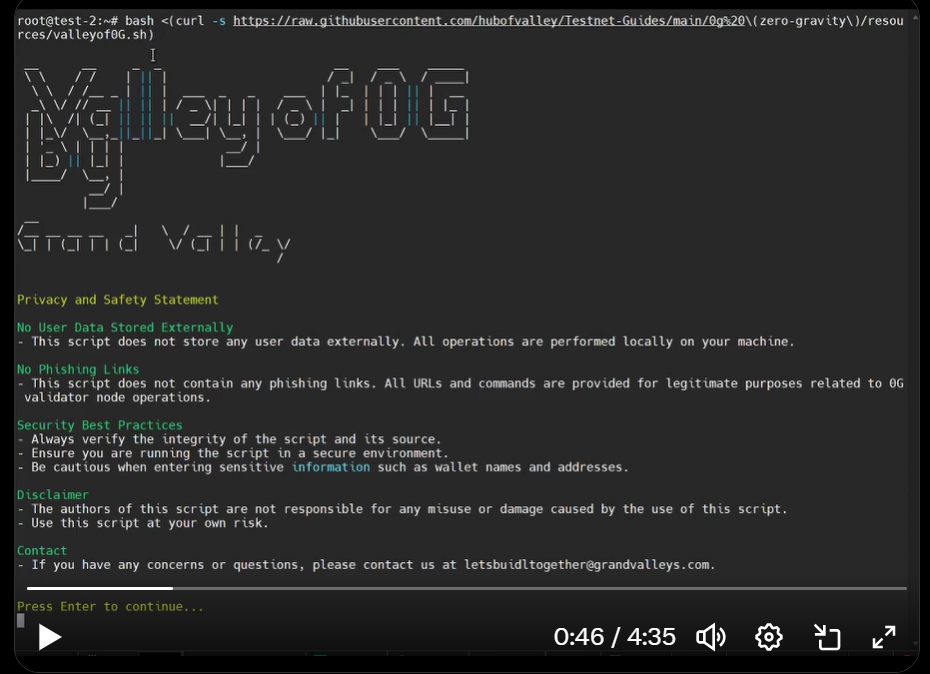 root@test-2:~# bash <(curl -s https://raw.githubusercontent.com/hubofvalley/Testnet-Guides/main/0g%20\(zero-gravity\)/resou
rces/valleyof0G.sh)
Valley of 0G
by
Grand Valley
Privacy and Safety Statement
No User Data Stored Externally
- This script does not store any user data externally. All operations are performed locally on your machine.
No Phishing Links
- This script does not contain any phishing links. All URLs and commands are provided for legitimate purposes related to 0G
validator node operations.
Security Best Practices
- Always verify the integrity of the script and its source.
- Ensure you are running the script in a secure environment.
- Be cautious when entering sensitive information such as wallet names and addresses.
Disclaimer
- The authors of this script are not responsible for any misuse or damage caused by the use of this script.
- Use this script at your own risk.
Contact
- If you have any concerns or questions, please contact us at letsbuidltogether@grandvalleys.com.
Press Enter to continue...
0:46 / 4:35